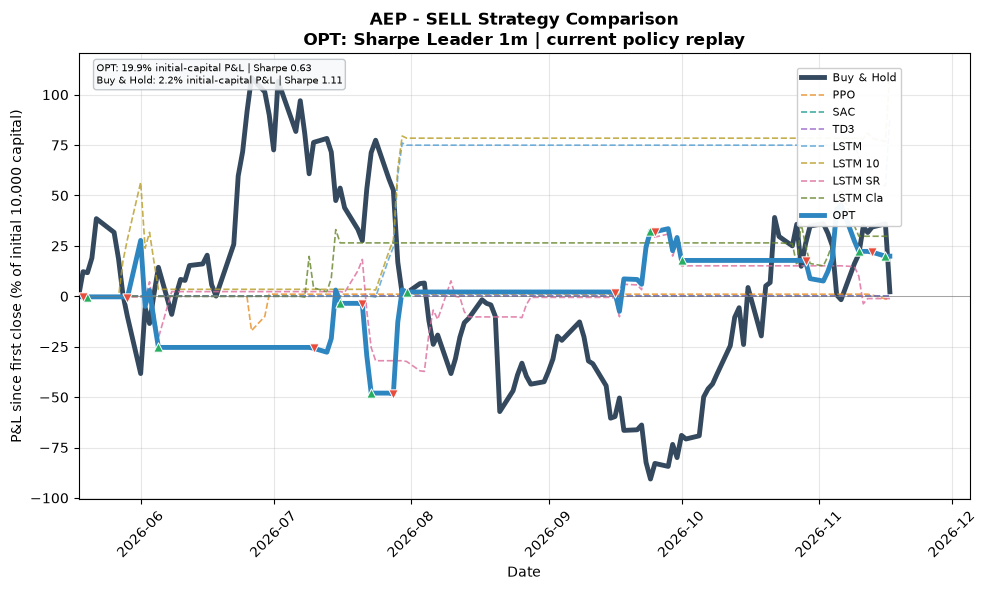 AEP - SELL Strategy Comparison
OPT: Sharpe Leader 1m | current policy replay
OPT: 19.9% initial-capital P&L | Sharpe 0.63
Buy & Hold: 2.2% initial-capital P&L | Sharpe 1.11
Buy & Hold
PPO
SAC
TD3
LSTM
LSTM 10
LSTM SR
LSTM Cla
OPT
P&L since first close (% of initial 10,000 capital)
100
75
50
25
0
−25
−50
−75
−100
2026-06
2026-07
2026-08
2026-09
2026-10
2026-11
2026-12
Date